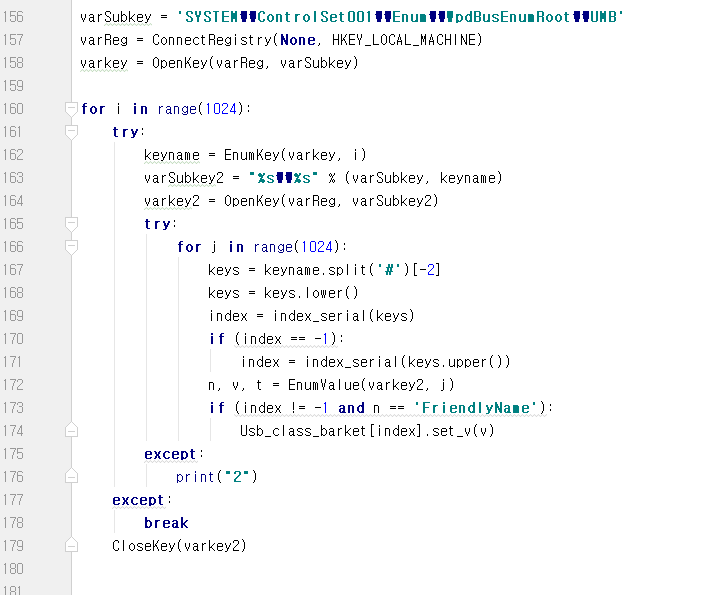 156 varSubkey = 'SYSTEM₩₩ControlSet001₩₩Enum₩₩WpdBusEnumRoot₩₩UMB'
157 varReg = ConnectRegistry(None, HKEY_LOCAL_MACHINE)
158 varkey = OpenKey(varReg, varSubkey)
159
160 for i in range(1024):
161 try:
162 keyname = EnumKey(varkey, i)
163 varSubkey2 = "%s₩₩%s" % (varSubkey, keyname)
164 varkey2 = OpenKey(varReg, varSubkey2)
165 try:
166 for j in range(1024):
167 keys = keyname.split('#')[-2]
168 keys = keys.lower()
169 index = index_serial(keys)
170 if (index == -1):
171 index = index_serial(keys.upper())
172 n, v, t = EnumValue(varkey2, j)
173 if (index != -1 and n == 'FriendlyName'):
174 Usb_class_barket[index].set_v(v)
175 except:
176 print("2")
177 except:
178 break
179 CloseKey(varkey2)
180
181